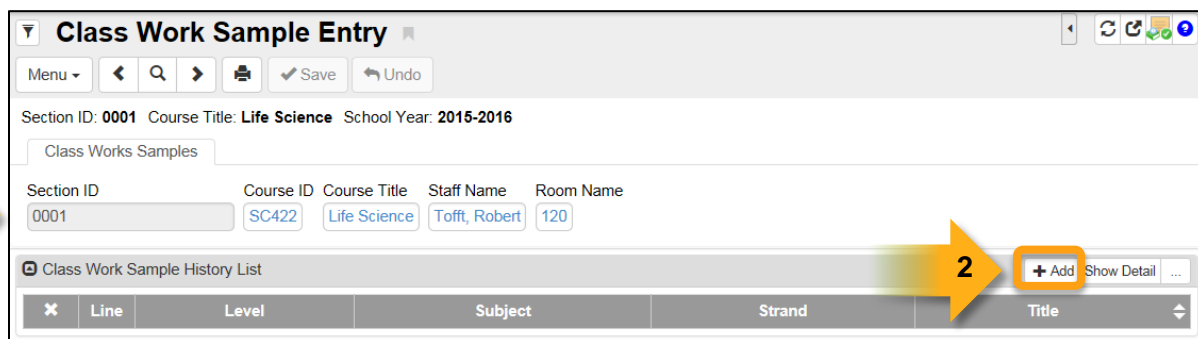 Class Work Sample Entry
Menu Save Undo
Section ID: 0001 Course Title: Life Science School Year: 2015-2016
Class Works Samples
Section ID Course ID Course Title Staff Name Room Name
0001 SC422 Life Science Tofft, Robert 120
Class Work Sample History List 2 + Add Show Detail ...
Line Level Subject Strand Title